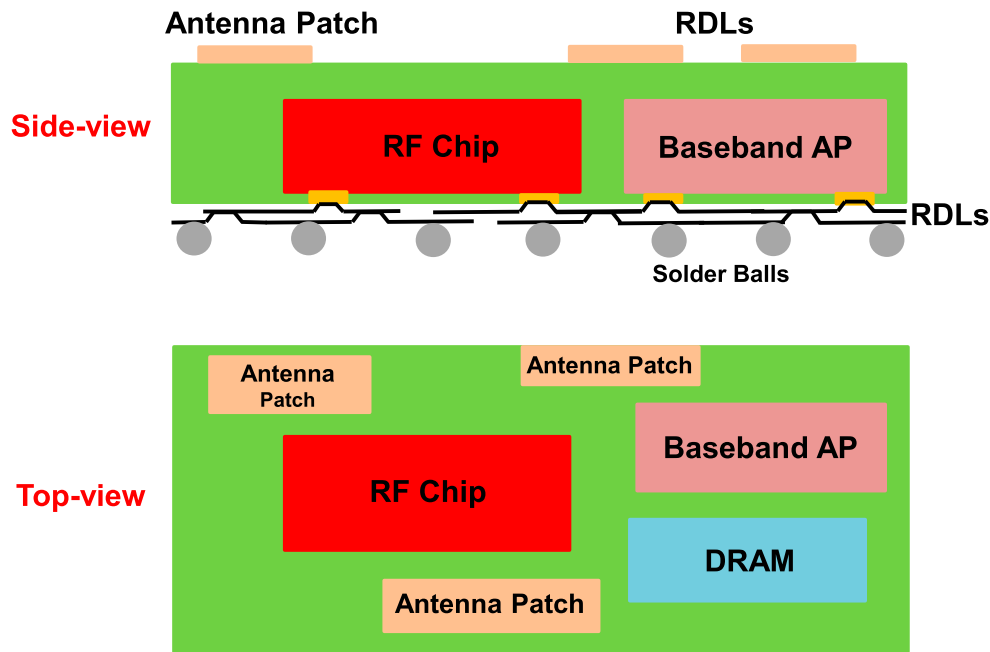 Antenna Patch
RDLs
Side-view
RF Chip
Baseband AP
RDLs
Solder Balls
Antenna
Patch
Antenna Patch
Baseband AP
RF Chip
Top-view
DRAM
Antenna Patch